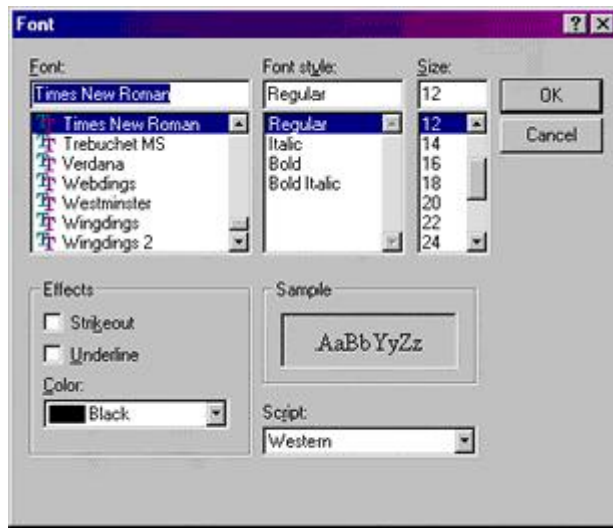 Font
Font:
Times New Roman
Times New Roman
Trebuchet MS
Verdana
Webdings
Westminster
Wingdings
Wingdings 2
Font style:
Regular
Regular
Italic
Bold
Bold Italic
Size:
12
12
14
16
18
20
22
24
OK
Cancel
Effects
Strikeout
Underline
Color:
Black
Sample
AaBbYyZz
Script:
Western